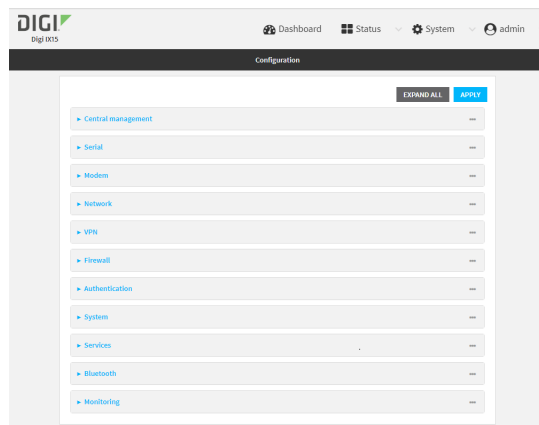 DIGI
Digi IX15
Dashboard Status System admin
Configuration
EXPAND ALL APPLY
Central management
Serial
Modem
Network
VPN
Firewall
Authentication
System
Services
Bluetooth
Monitoring